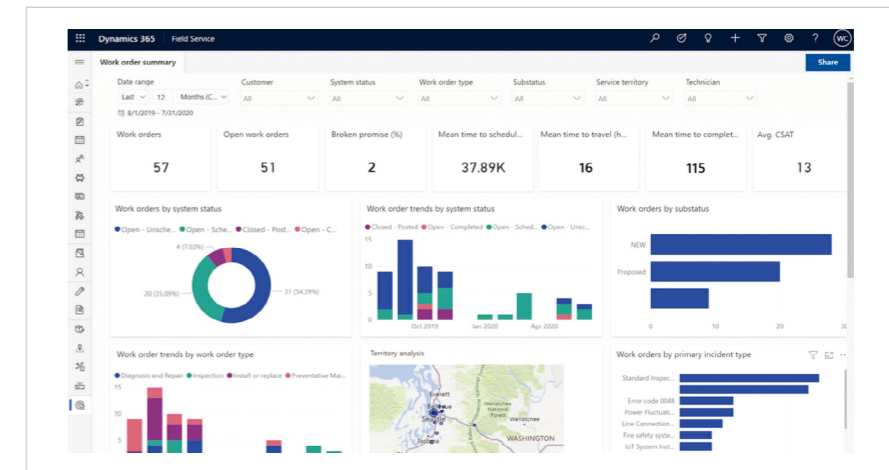 Dynamics 365 Field Service
WC
Work order summary
Share
Date range Customer System status Work order type Substatus Service territory Technician
Last 12 Months (C... All All All All All All
8/1/2019 - 7/31/2020
Work orders Open work orders Broken promise (%) Mean time to schedul... Mean time to travel (h... Mean time to complet... Avg. CSAT
57 51 2 37.89K 16 115 13
Work orders by system status
Open - Unsche... Open - Sche... Closed - Post... Open - C...
4 (7.02%)
20 (35.09%)
31 (54.39%)
Work order trends by system status
Closed - Posted Open - Completed Open - Sched... Open - Unsc...
15
10
5
0
Oct 2019 Jan 2020 Apr 2020
Work orders by substatus
NEW
Proposed
0 10 20 30
Work order trends by work order type
Diagnosis and Repair Inspection Install or replace Preventative Mai...
15
10
5
Territory analysis
Everett
Bellevue
Seattle
Tacoma
Wenatchee
National
Forest
Wenatchee
WASHINGTON
Work orders by primary incident type
Standard Inspec...
Error code 0048
Power Fluctuati...
Line Connection...
Fire safety syste...
IoT System Inst...